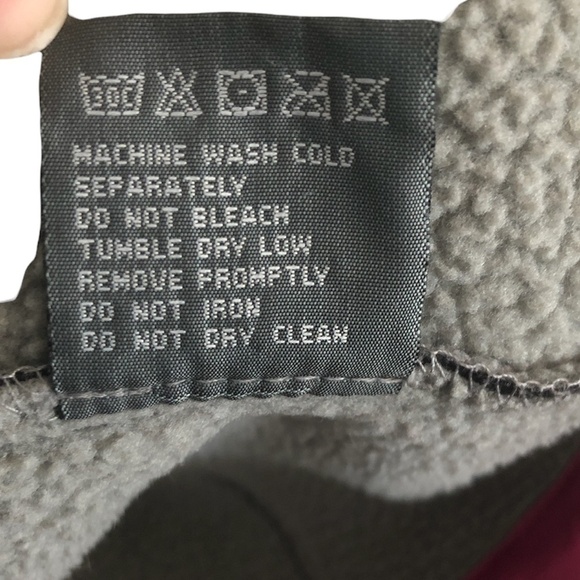 30C
MACHINE WASH COLD
SEPARATELY
DO NOT BLEACH
TUMBLE DRY LOW
REMOVE PROMPTLY
DO NOT IRON
DO NOT DRY CLEAN